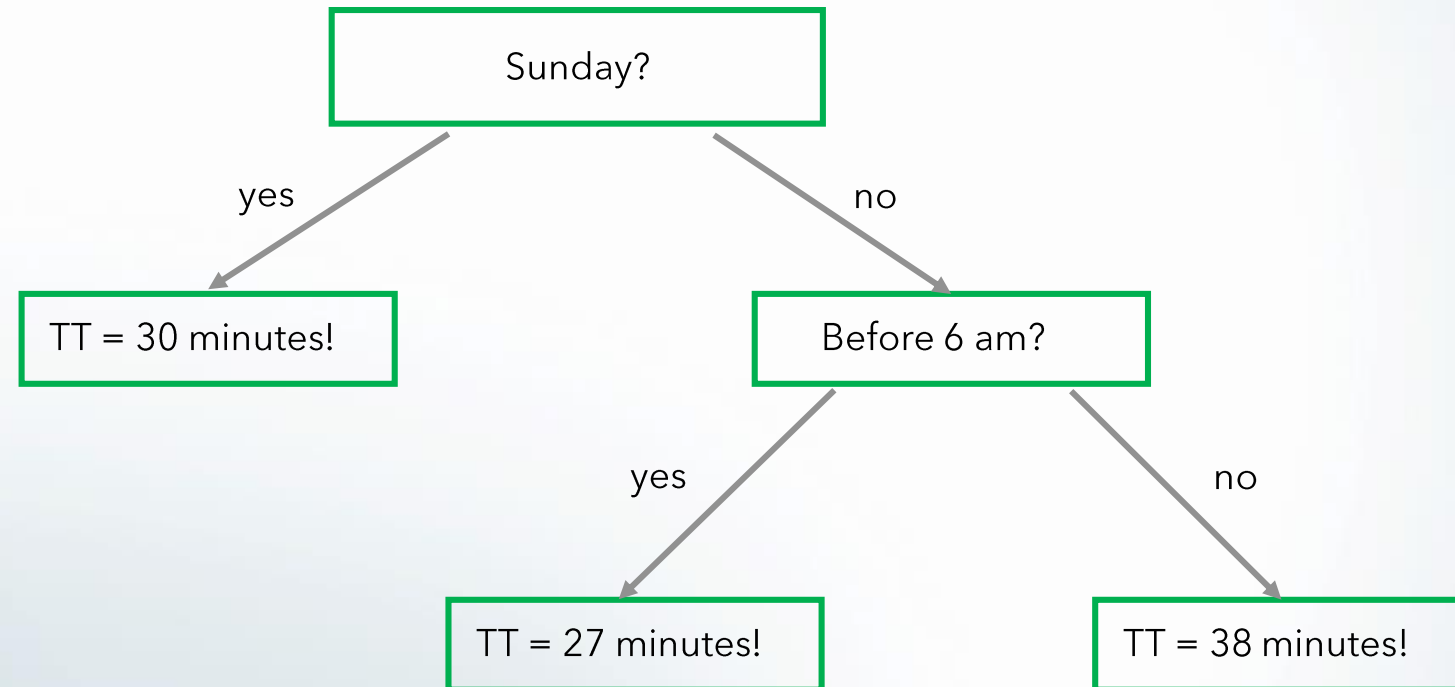 Sunday?
yes
no
TT = 30 minutes!
Before 6 am?
yes
no
TT = 27 minutes!
TT = 38 minutes!